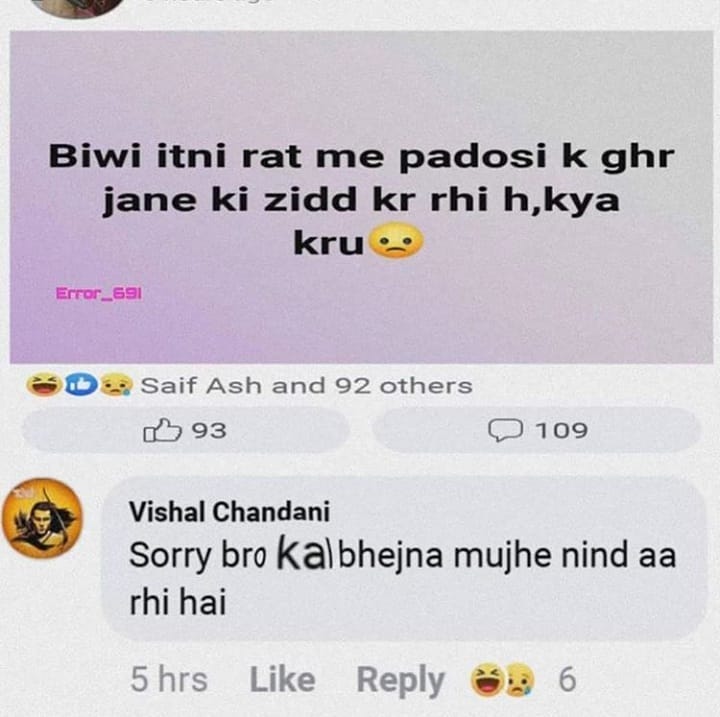 Biwi itni rat me padosi k ghr
jane ki zidd kr rhi h,kya
kru😟
Error_691
Saif Ash and 92 others
93
109
Vishal Chandani
Sorry bro kal bhejna mujhe nind aa
rhi hai
5 hrs Like Reply 6